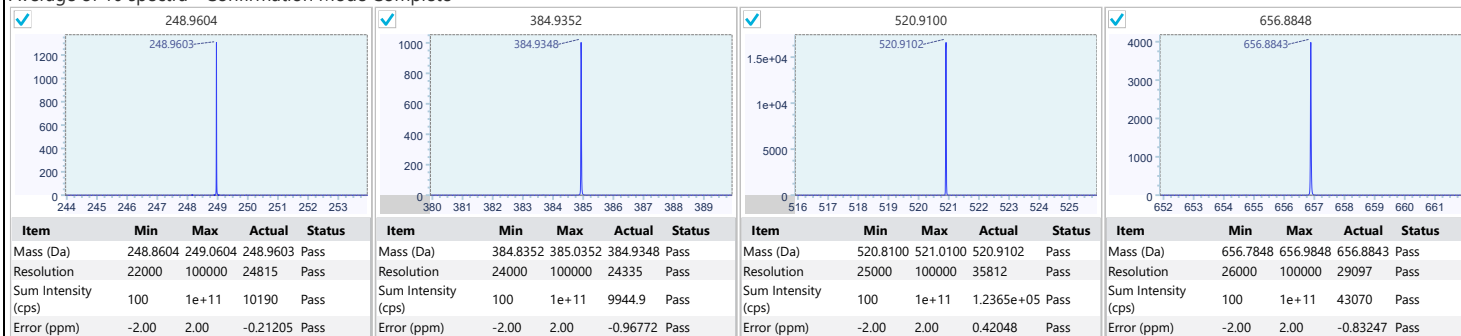 Average of 10 spectra - Confirmation Mode Complete
248.9604
248.9603
1200
1000
800
600
400
200
0
244 245 246 247 248 249 250 251 252 253
Item Min Max Actual Status
Mass (Da) 248.8604 249.0604 248.9603 Pass
Resolution 22000 100000 24815 Pass
Sum Intensity (cps) 100 1e+11 10190 Pass
Error (ppm) -2.00 2.00 -0.21205 Pass
384.9352
384.9348
1000
800
600
400
200
0
380 381 382 383 384 385 386 387 388 389
Item Min Max Actual Status
Mass (Da) 384.8352 385.0352 384.9348 Pass
Resolution 24000 100000 24335 Pass
Sum Intensity (cps) 100 1e+11 9944.9 Pass
Error (ppm) -2.00 2.00 -0.96772 Pass
520.9100
520.9102
1.5e+04
1e+04
5000
0
516 517 518 519 520 521 522 523 524 525
Item Min Max Actual Status
Mass (Da) 520.8100 521.0100 520.9102 Pass
Resolution 25000 100000 35812 Pass
Sum Intensity (cps) 100 1e+11 1.2365e+05 Pass
Error (ppm) -2.00 2.00 0.42048 Pass
656.8848
656.8843
4000
3000
2000
1000
0
652 653 654 655 656 657 658 659 660 661
Item Min Max Actual Status
Mass (Da) 656.7848 656.9848 656.8843 Pass
Resolution 26000 100000 29097 Pass
Sum Intensity (cps) 100 1e+11 43070 Pass
Error (ppm) -2.00 2.00 -0.83247 Pass